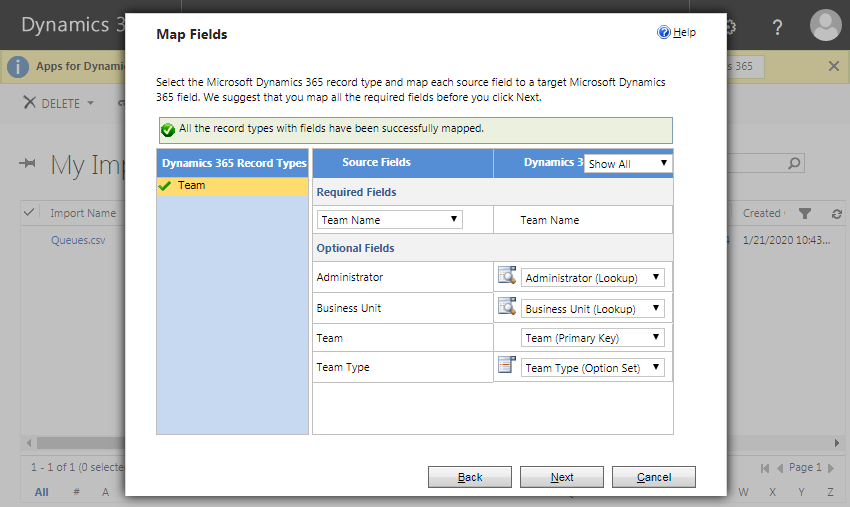 Dynamics 3
?
Map Fields
Help
Apps for Dynami
s 365
Select the Microsoft Dynamics 365 record type and map each source field to a target Microsoft Dynamics
365 field. We suggest that you map all the required fields before you click Next.
DELETE
All the record types with fields have been successfully mapped.
My Imp
Dynamics 365 Record Types
Source Fields
Dynamics 3
Show All
Team
Required Fields
Team Name
Team Name
Optional Fields
Administrator
Administrator (Lookup)
Business Unit
Business Unit (Lookup)
Team
Team (Primary Key)
Team Type
Team Type (Option Set)
Import Name
Created
Queues.csv
1/21/2020 10:43...
1 - 1 of 1 (0 selected
Page 1
Back
Next
Cancel
All
#
A
W
X
Y
Z